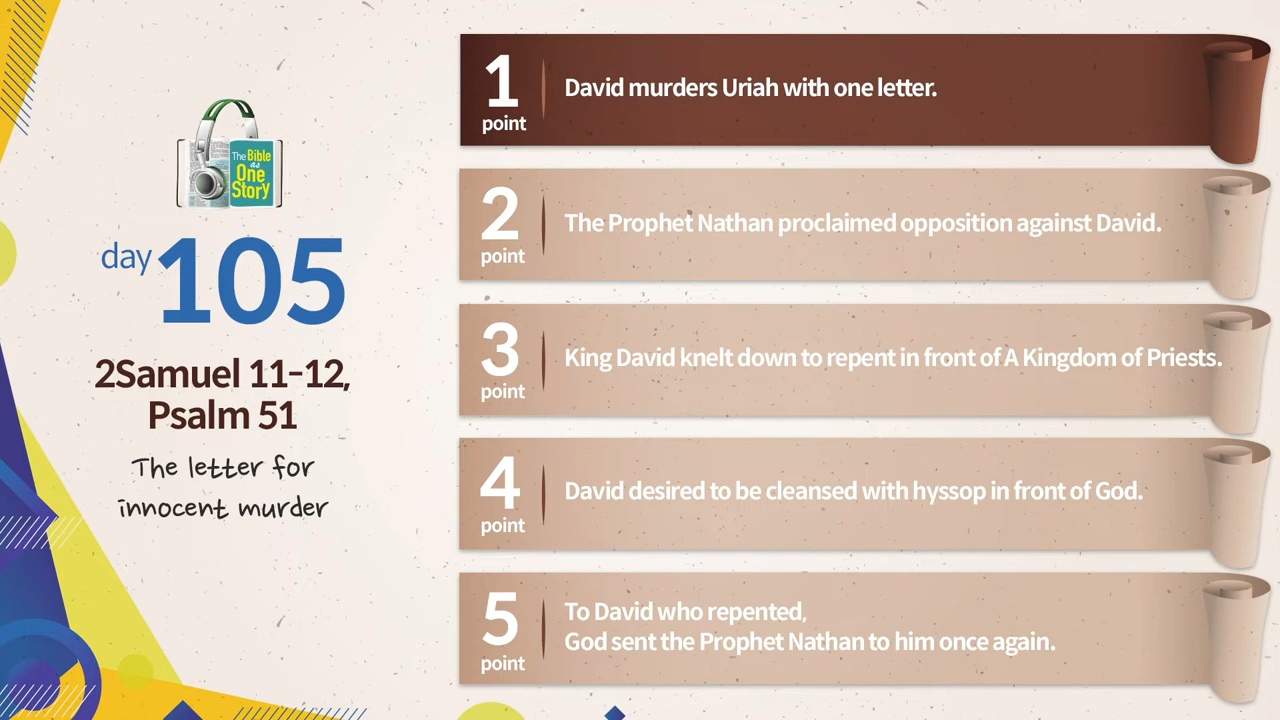 The Bible
as
One
Story
day 105
2Samuel 11-12,
Psalm 51
The letter for
innocent murder
1
point
David murders Uriah with one letter.
2
point
The Prophet Nathan proclaimed opposition against David.
3
point
King David knelt down to repent in front of A Kingdom of Priests.
4
point
David desired to be cleansed with hyssop in front of God.
5
point
To David who repented,
God sent the Prophet Nathan to him once again.